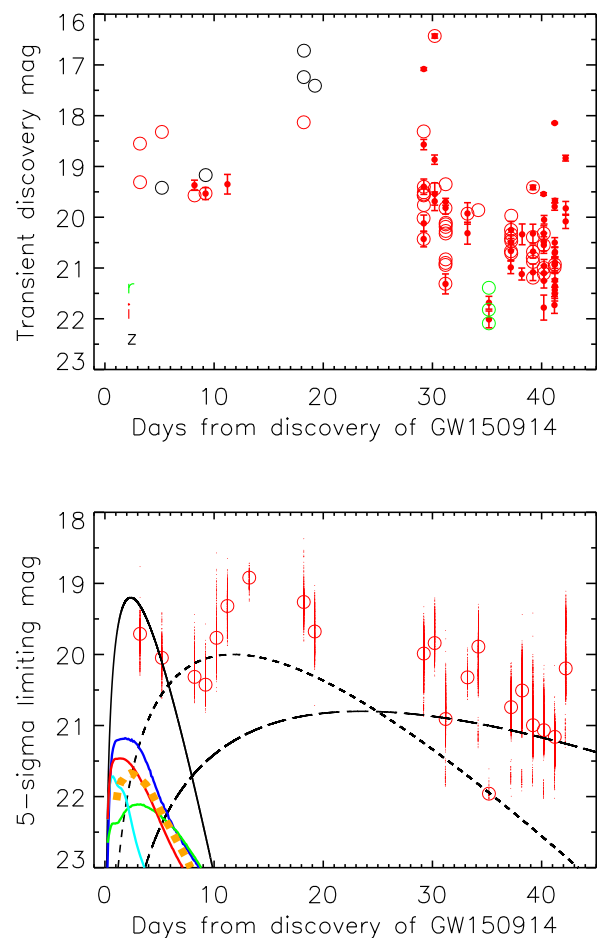 16
17
18
19
20
21
22
23
Transient discovery mag
r
i
z
0 10 20 30 40
Days from discovery of GW150914
18
19
20
21
22
23
5-sigma limiting mag
0 10 20 30 40
Days from discovery of GW150914